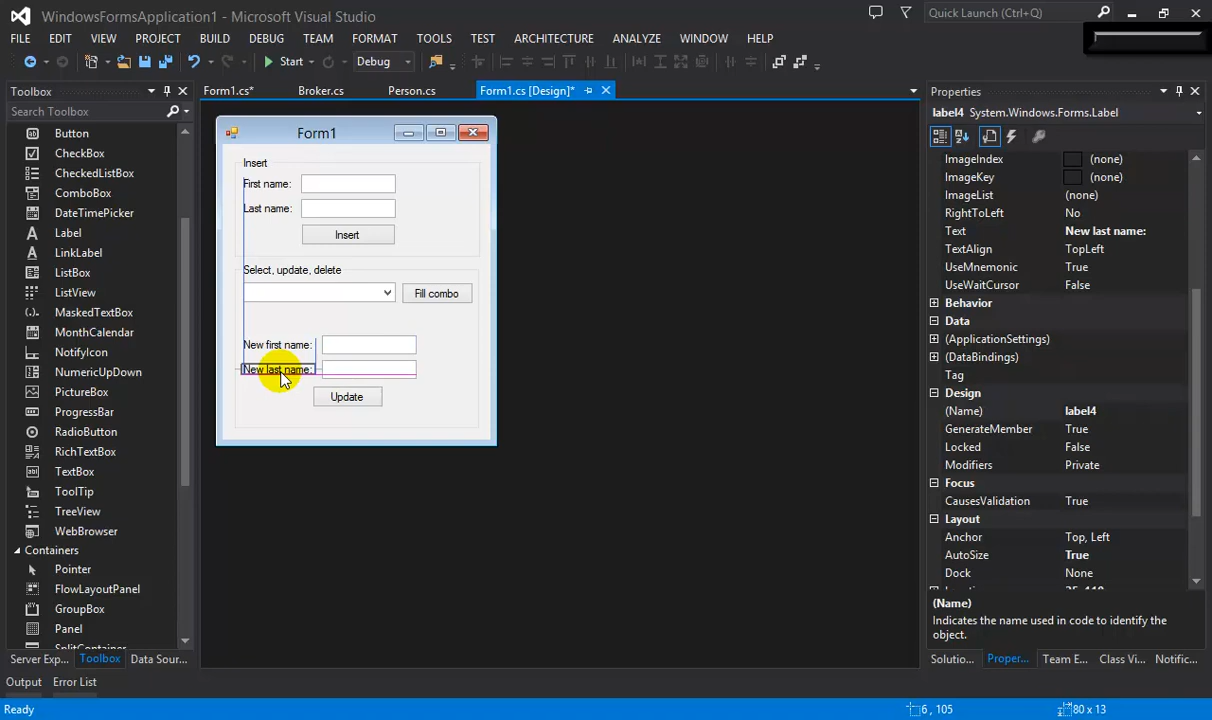 WindowsFormsApplication1 - Microsoft Visual Studio
Quick Launch (Ctrl+Q)
FILE EDIT VIEW PROJECT BUILD DEBUG TEAM FORMAT TOOLS TEST ARCHITECTURE ANALYZE WINDOW HELP
Start Debug
Toolbox
Search Toolbox
Button
CheckBox
CheckedListBox
ComboBox
DateTimePicker
Label
LinkLabel
ListBox
ListView
MaskedTextBox
MonthCalendar
NotifyIcon
NumericUpDown
PictureBox
ProgressBar
RadioButton
RichTextBox
TextBox
ToolTip
TreeView
WebBrowser
Containers
Pointer
FlowLayoutPanel
GroupBox
Panel
SplitContainer
Server Exp... Toolbox Data Sour...
Form1.cs* Broker.cs Person.cs Form1.cs [Design]*
Form1
Insert
First name:
Last name:
Insert
Select, update, delete
Fill combo
New first name:
New last name:
Update
Properties
label4 System.Windows.Forms.Label
ImageIndex (none)
ImageKey (none)
ImageList (none)
RightToLeft No
Text New last name:
TextAlign TopLeft
UseMnemonic True
UseWaitCursor False
Behavior
Data
(ApplicationSettings)
(DataBindings)
Tag
Design
(Name) label4
GenerateMember True
Locked False
Modifiers Private
Focus
CausesValidation True
Layout
Anchor Top, Left
AutoSize True
Dock None
(Name)
Indicates the name used in code to identify the
object.
Solutio... Proper... Team E... Class Vi... Notific...
Output Error List
Ready 6 , 105 80 x 13